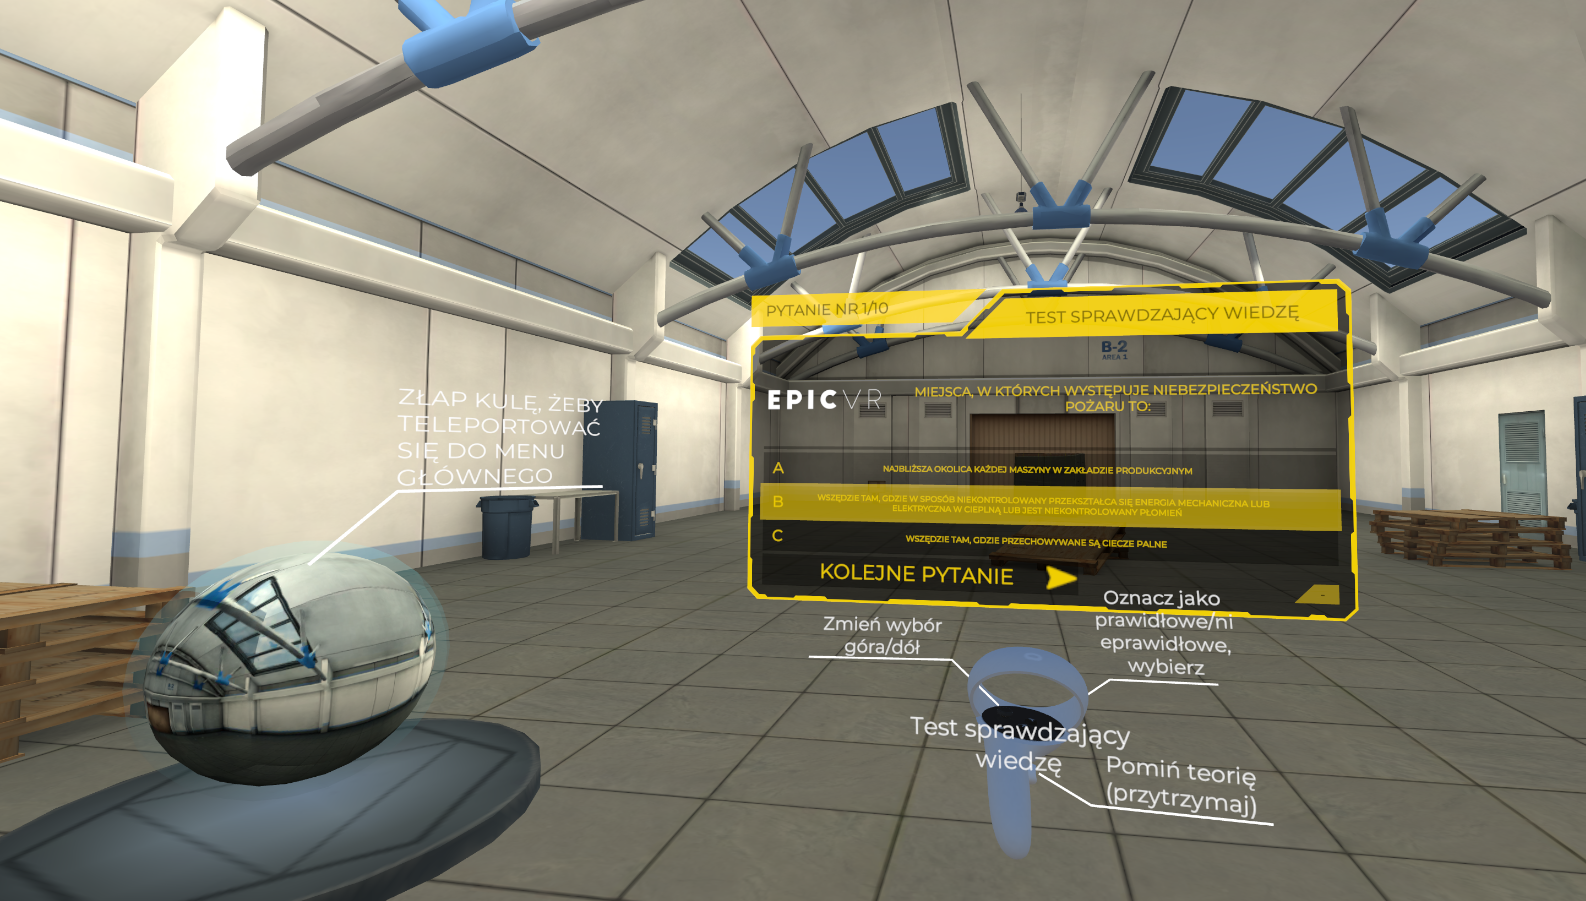 PYTANIE NR 1/10
TEST SPRAWDZAJĄCY WIEDZĘ
B-2
AREA 1
EPICVR
MIEJSCA, W KTÓRYCH WYSTĘPUJE NIEBEZPIECZEŃSTWO
POŻARU TO:
A
NAJBLIŻSZA OKOLICA KAŻDEJ MASZYNY W ZAKŁADZIE PRODUKCYJNYM
B
WSZĘDZIE TAM, GDZIE W SPOSÓB NIEKONTROLOWANY PRZEKSZTAŁCA SIĘ ENERGIA MECHANICZNA LUB
ELEKTRYCZNA W CIEPLNĄ LUB JEST NIEKONTROLOWANY PŁOMIEŃ
C
WSZĘDZIE TAM, GDZIE PRZECHOWYWANE SĄ CIECZE PALNE
KOLEJNE PYTANIE
ZŁAP KULĘ, ŻEBY
TELEPORTOWAĆ
SIĘ DO MENU
GŁÓWNEGO
Zmień wybór
góra/dół
Oznacz jako
prawidłowe/ni
eprawidłowe,
wybierz
Test sprawdzający
wiedzę
Pomiń teorię
(przytrzymaj)